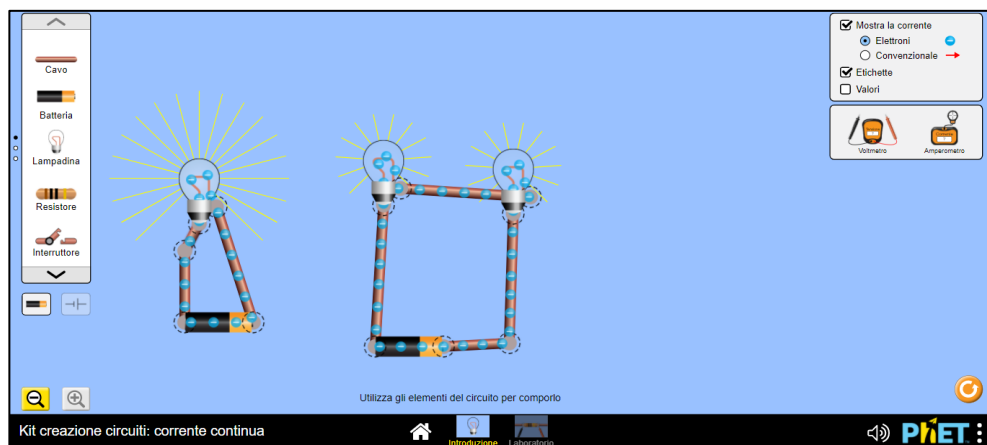 Cavo
Batteria
Lampadina
Resistore
Interruttore
Mostra la corrente
Elettroni
Convenzionale
Etichette
Valori
Voltmetro
Amperometro
Utilizza gli elementi del circuito per comporlo
Kit creazione circuiti: corrente continua
Introduzione
Laboratorio
PhET